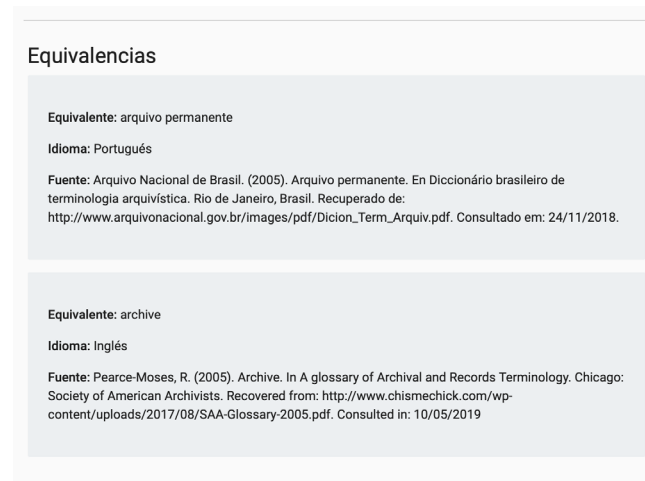 Equivalencias
Equivalente: arquivo permanente
Idioma: Portugués
Fuente: Arquivo Nacional de Brasil. (2005). Arquivo permanente. En Diccionário brasileiro de
terminologia arquivística. Rio de Janeiro, Brasil. Recuperado de:
http://www.arquivonacional.gov.br/images/pdf/Dicion_Term_Arquiv.pdf. Consultado em: 24/11/2018.
Equivalente: archive
Idioma: Inglés
Fuente: Pearce-Moses, R. (2005). Archive. In A glossary of Archival and Records Terminology. Chicago:
Society of American Archivists. Recovered from: http://www.chismechick.com/wp-
content/uploads/2017/08/SAA-Glossary-2005.pdf. Consulted in: 10/05/2019